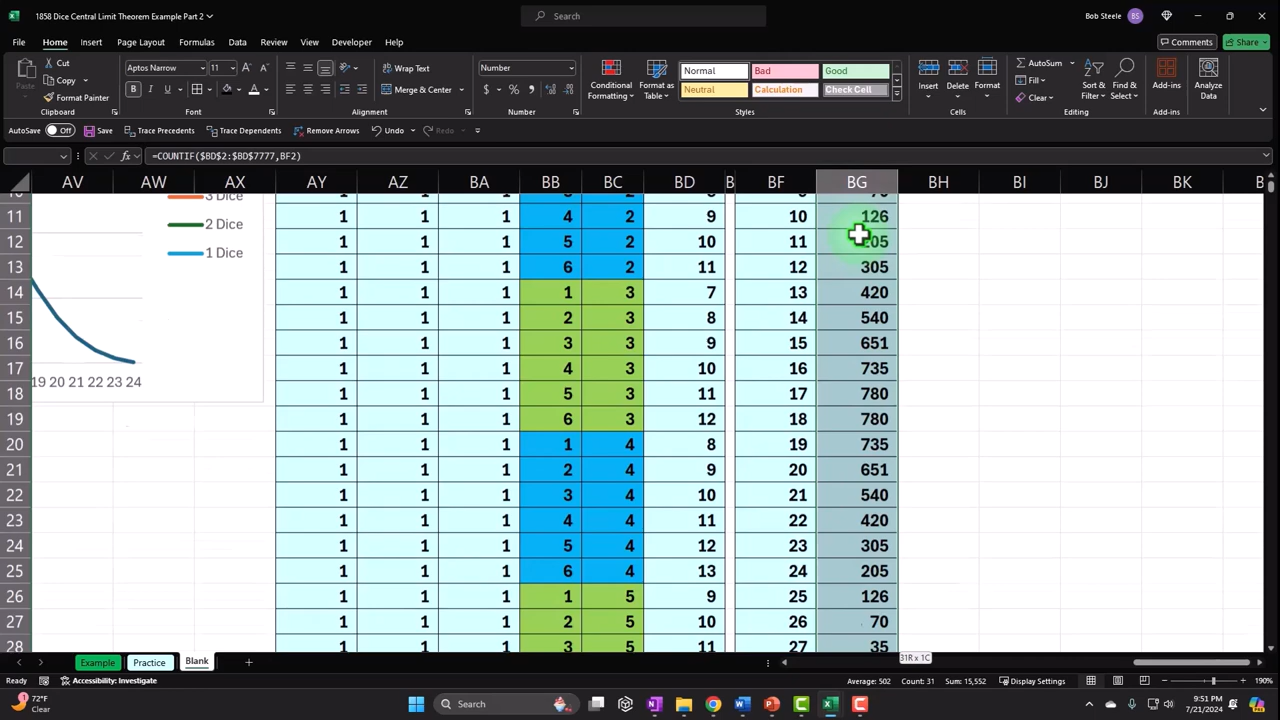 1858 Dice Central Limit Theorem Example Part 2
Search
Bob Steele
BS
File Home Insert Page Layout Formulas Data Review View Developer Help
Comments
Share
Cut
Copy
Format Painter
Aptos Narrow 11
Wrap Text
Merge & Center
Number
Conditional Formatting
Format as Table
Normal Bad Good
Neutral Calculation Check Cell
Insert Delete Format
AutoSum
Fill
Clear
Sort & Filter
Find & Select
Add-ins
Analyze Data
Clipboard Font Alignment Number Styles Cells Editing Add-ins
AutoSave Off Save Trace Precedents Trace Dependents Remove Arrows Undo Redo
=COUNTIF($BD$2:$BD$7777,BF2)
AV AW AX AY AZ BA BB BC BD B BF BG BH BI BJ BK
3 Dice
2 Dice
1 Dice
19 20 21 22 23 24
11 1 1 1 4 2 9 10 126
12 1 1 1 5 2 10 11
13 1 1 1 6 2 11 12 305
14 1 1 1 1 3 7 13 420
15 1 1 1 2 3 8 14 540
16 1 1 1 3 3 9 15 651
17 1 1 1 4 3 10 16 735
18 1 1 1 5 3 11 17 780
19 1 1 1 6 3 12 18 780
20 1 1 1 1 4 8 19 735
21 1 1 1 2 4 9 20 651
22 1 1 1 3 4 10 21 540
23 1 1 1 4 4 11 22 420
24 1 1 1 5 4 12 23 305
25 1 1 1 6 4 13 24 205
26 1 1 1 1 5 9 25 126
27 1 1 1 2 5 10 26 70
28 1 1 1 3 5 11 27 35
31R x 1C
Example Practice Blank
Ready Accessibility: Investigate Average: 502 Count: 31 Sum: 15,552 Display Settings 190%
72°F
Clear
Search
9:51 PM
7/21/2024